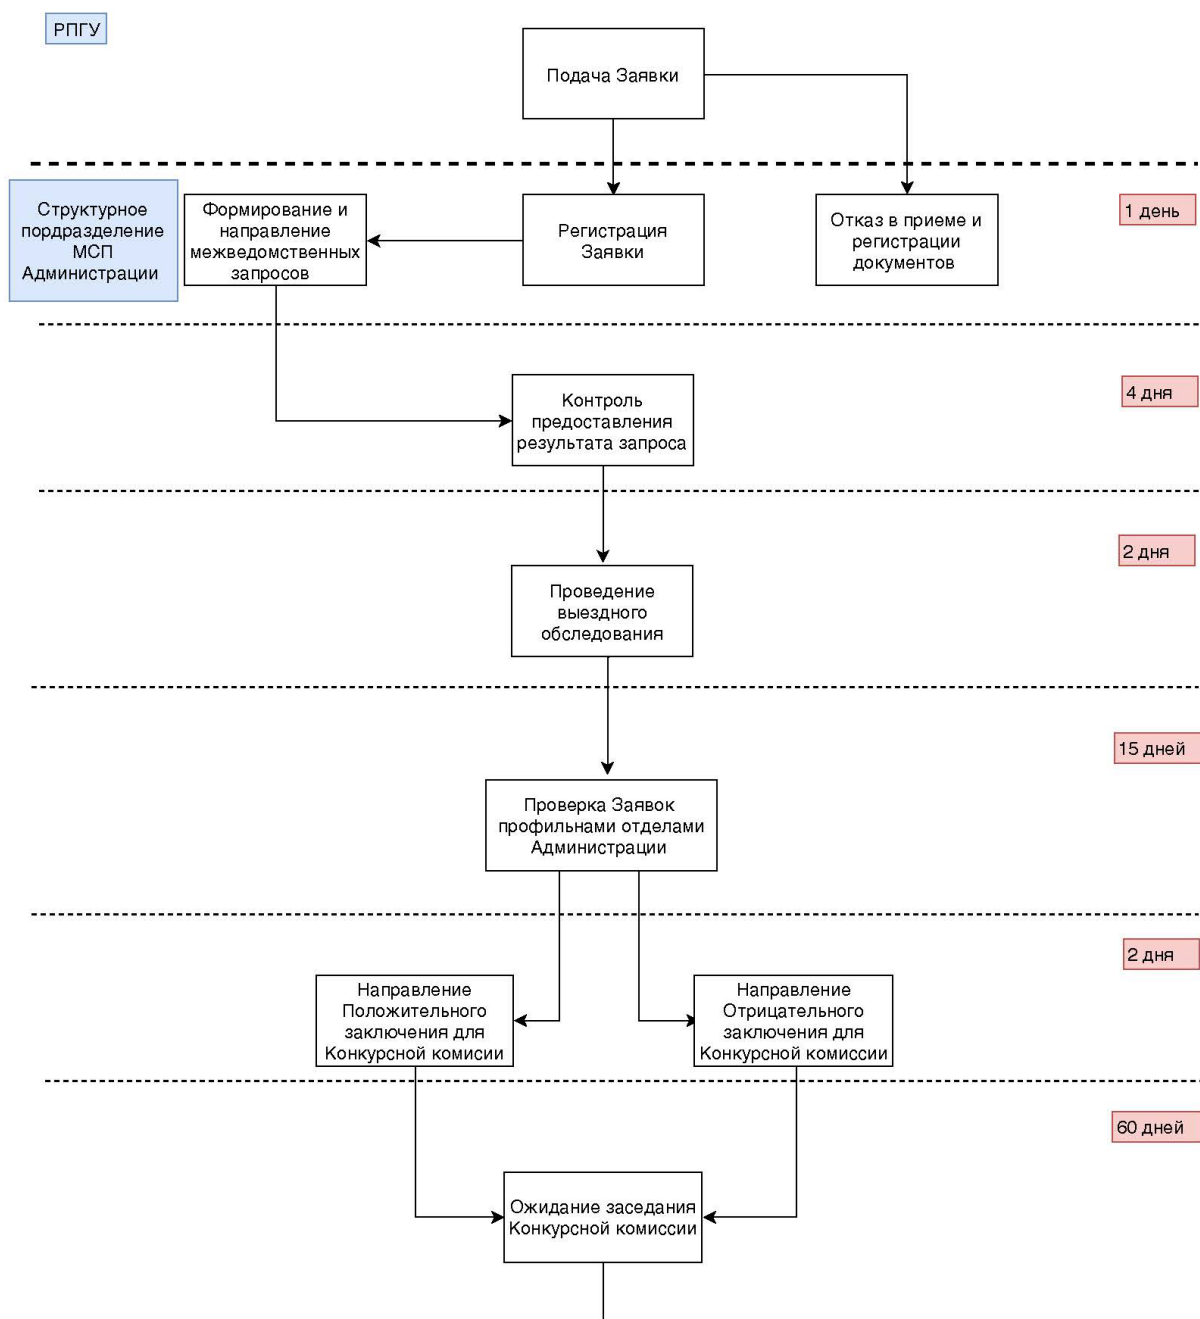 РПГУ
Подача Заявки
Структурное
пордразделение
МСП
Администрации
Формирование и
направление
межведомственных
запросов
Регистрация
Заявки
Отказ в приеме и
регистрации
документов
1 день
Контроль
предоставления
результата запроса
4 дня
Проведение
выездного
обследования
2 дня
15 дней
Проверка Заявок
профильнами отделами
Администрации
2 дня
Направление
Положительного
заключения для
Конкурсной комисии
Направление
Отрицательного
заключения для
Конкурсной комиссии
60 дней
Ожидание заседания
Конкурсной комиссии